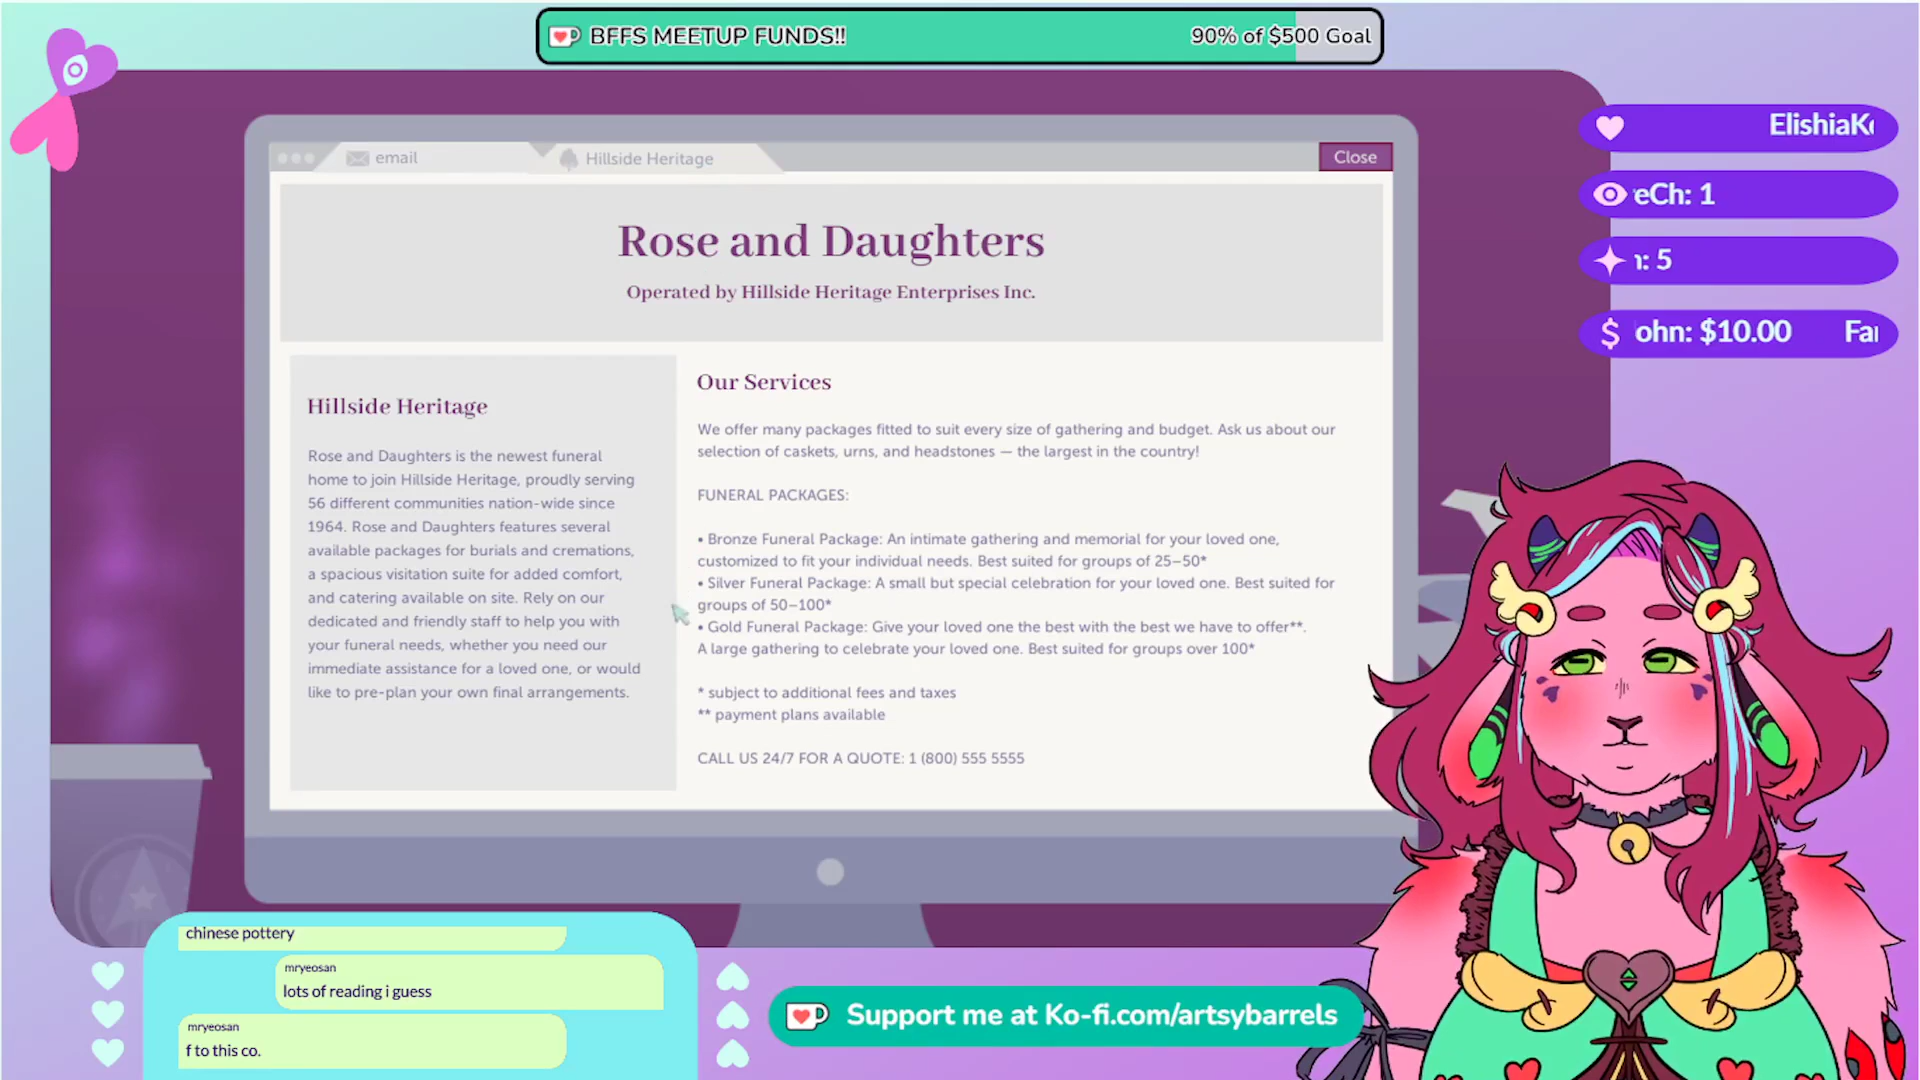 BFFS MEETUP FUNDS!!
90% of $500 Goal
email
Hillside Heritage
Close
Rose and Daughters
Operated by Hillside Heritage Enterprises Inc.
Hillside Heritage
Rose and Daughters is the newest funeral
home to join Hillside Heritage, proudly serving
56 different communities nation-wide since
1964. Rose and Daughters features several
available packages for burials and cremations,
a spacious visitation suite for added comfort,
and catering available on site. Rely on our
dedicated and friendly staff to help you with
your funeral needs, whether you need our
immediate assistance for a loved one, or would
like to pre-plan your own final arrangements.
Our Services
We offer many packages fitted to suit every size of gathering and budget. Ask us about our
selection of caskets, urns, and headstones — the largest in the country!
FUNERAL PACKAGES:
• Bronze Funeral Package: An intimate gathering and memorial for your loved one,
customized to fit your individual needs. Best suited for groups of 25–50*
• Silver Funeral Package: A small but special celebration for your loved one. Best suited for
groups of 50–100*
• Gold Funeral Package: Give your loved one the best with the best we have to offer**.
A large gathering to celebrate your loved one. Best suited for groups over 100*
* subject to additional fees and taxes
** payment plans available
CALL US 24/7 FOR A QUOTE: 1 (800) 555 5555
eCh: 1
: 5
ohn: $10.00
chinese pottery
mryeosan
lots of reading i guess
mryeosan
f to this co.
Support me at Ko-fi.com/artsybarrels